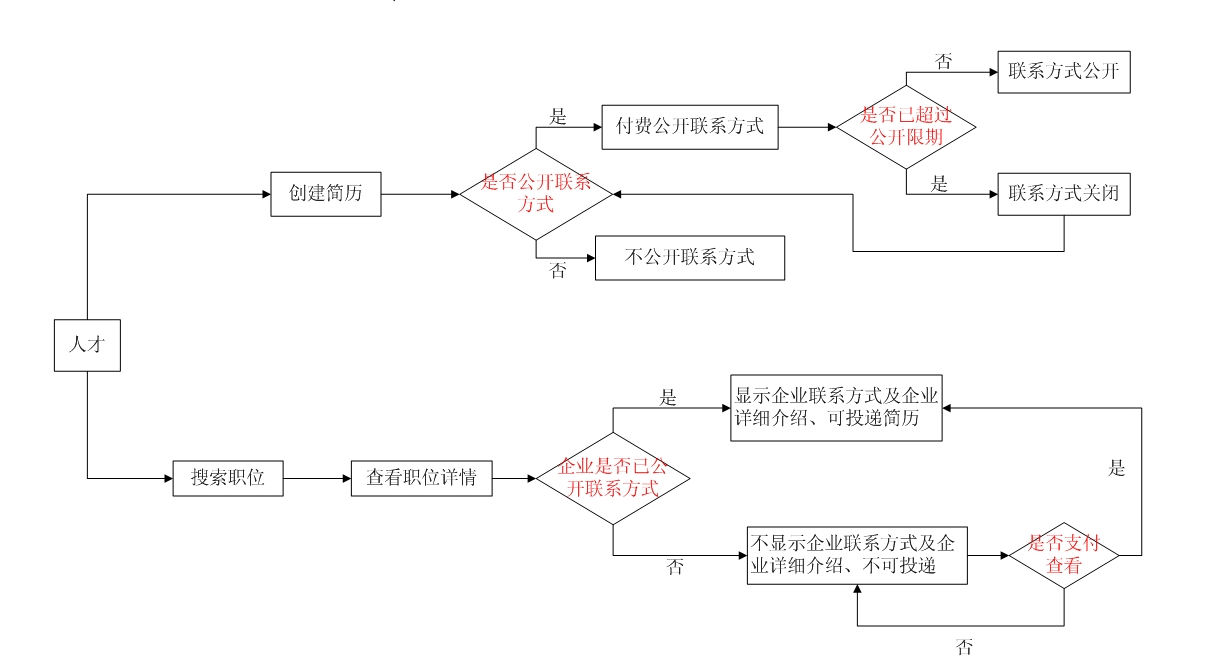 否
联系方式公开
是否已超过
公开限期
是
付费公开联系方式
是
联系方式关闭
创建简历
是否公开联系
方式
不公开联系方式
否
人才
显示企业联系方式及企业
详细介绍、可投递简历
是
搜索职位
查看职位详情
企业是否已公
开联系方式
是
不显示企业联系方式及企
业详细介绍、不可投递
否
是否支付
查看
否